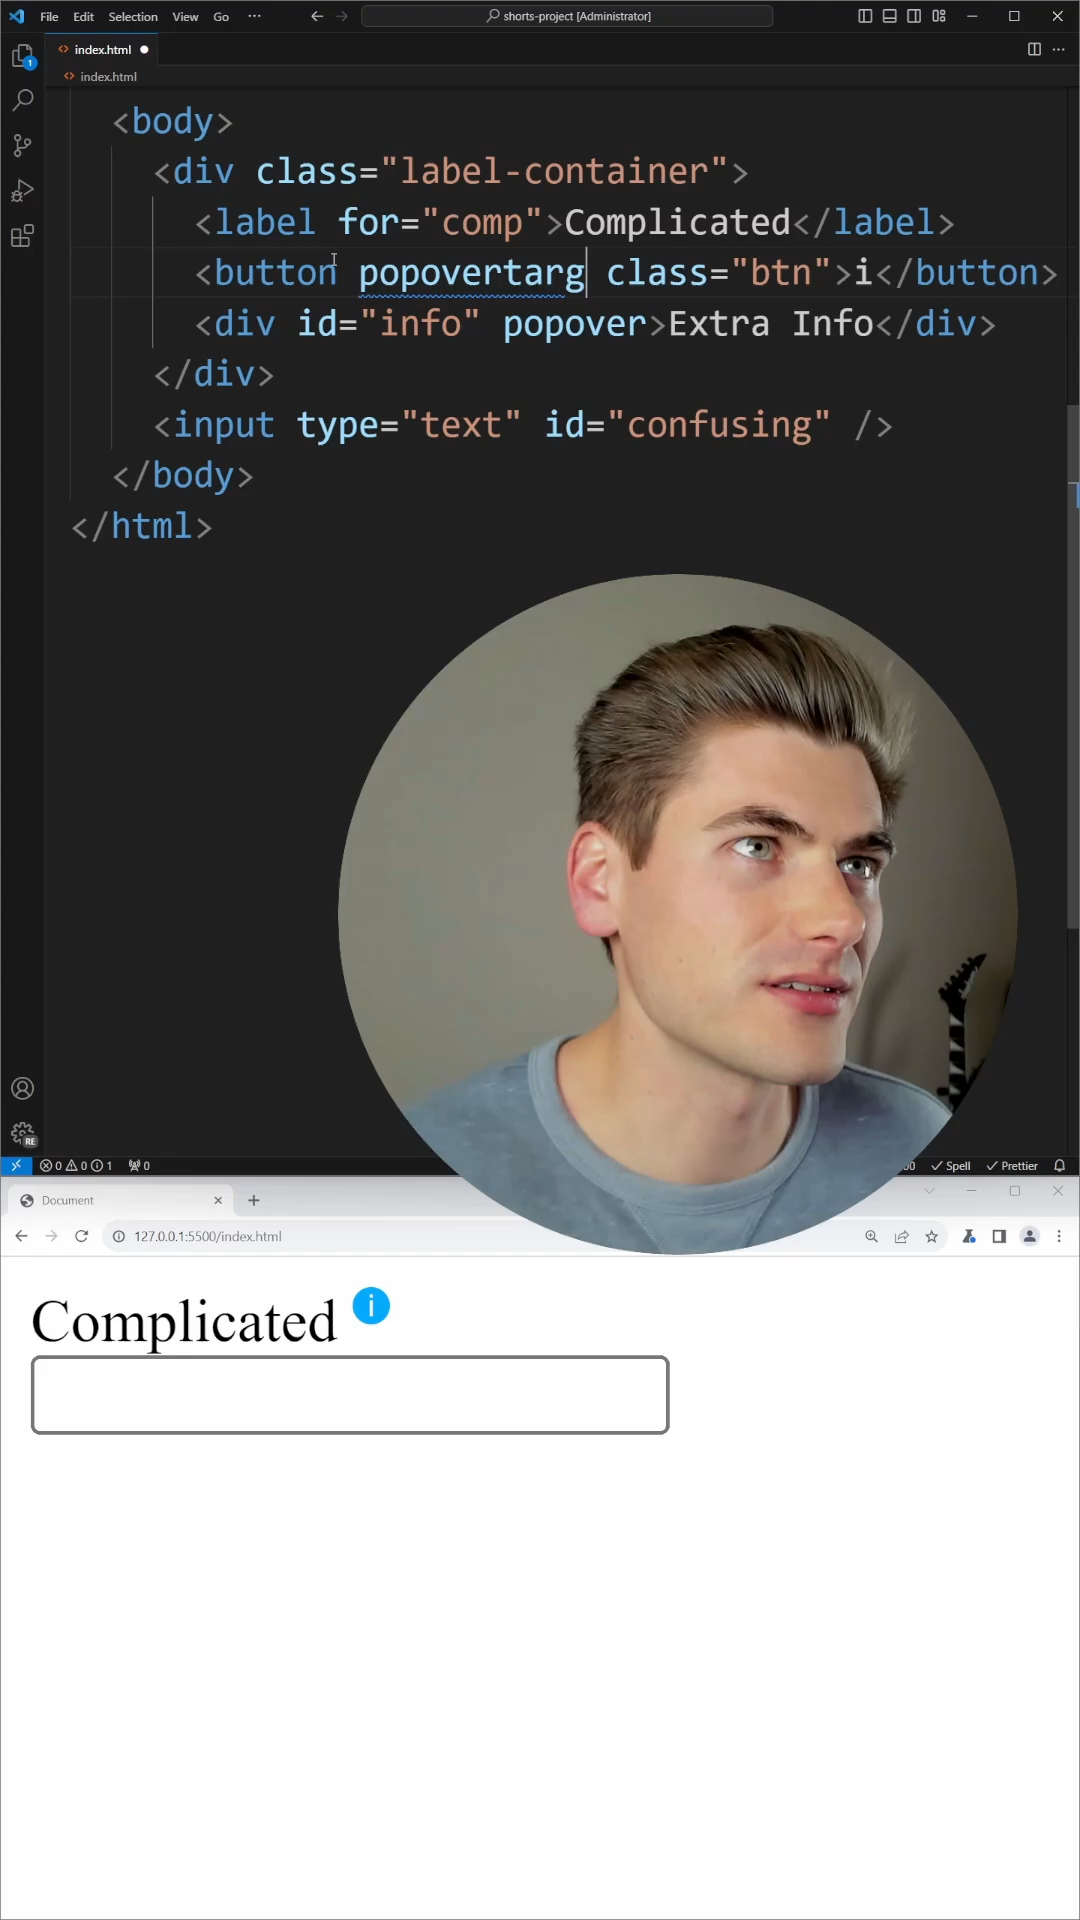 File Edit Selection View Go ··· shorts-project [Administrator]
index.html
index.html
<body>
<div class="label-container">
<label for="comp">Complicated</label>
<button popovertarg class="btn">i</button>
<div id="info" popover>Extra Info</div>
</div>
<input type="text" id="confusing" />
</body>
</html>
1
RE
0 0 1 0 Spell Prettier
Document
127.0.0.1:5500/index.html
Complicated i